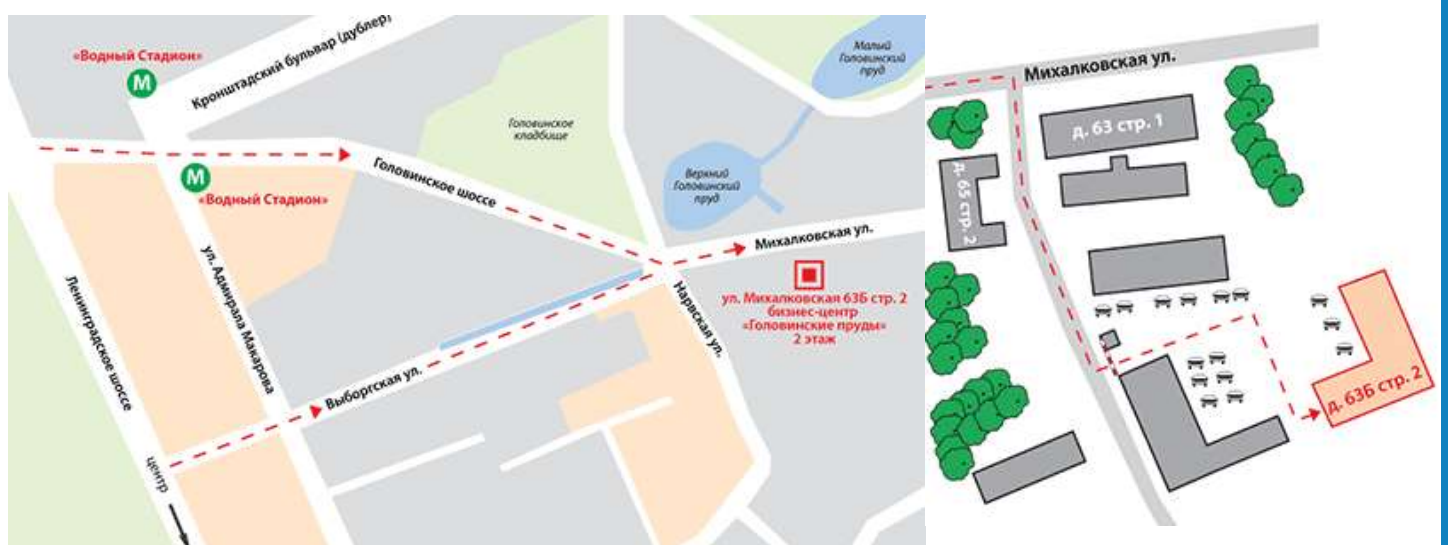 «Водный Стадион»
М
Кронштадский бульвар (дублер)
Малый
Головинский
пруд
Головинское
кладбище
М
«Водный Стадион»
Головинское шоссе
Верхний
Головинский
пруд
Михалковская ул.
ул. Михалковская 63Б стр. 2
бизнес-центр
«Головинские пруды»
2 этаж
Ленинградское шоссе
ул. Адмирала Макарова
Нарвская ул.
Выборгская ул.
центр
Михалковская ул.
д. 63 стр. 1
д. 65 стр. 2
д. 63Б стр. 2